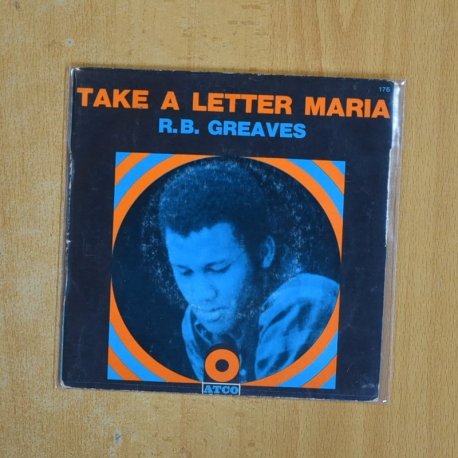 176
TAKE A LETTER MARIA
R.B. GREAVES
ATCO